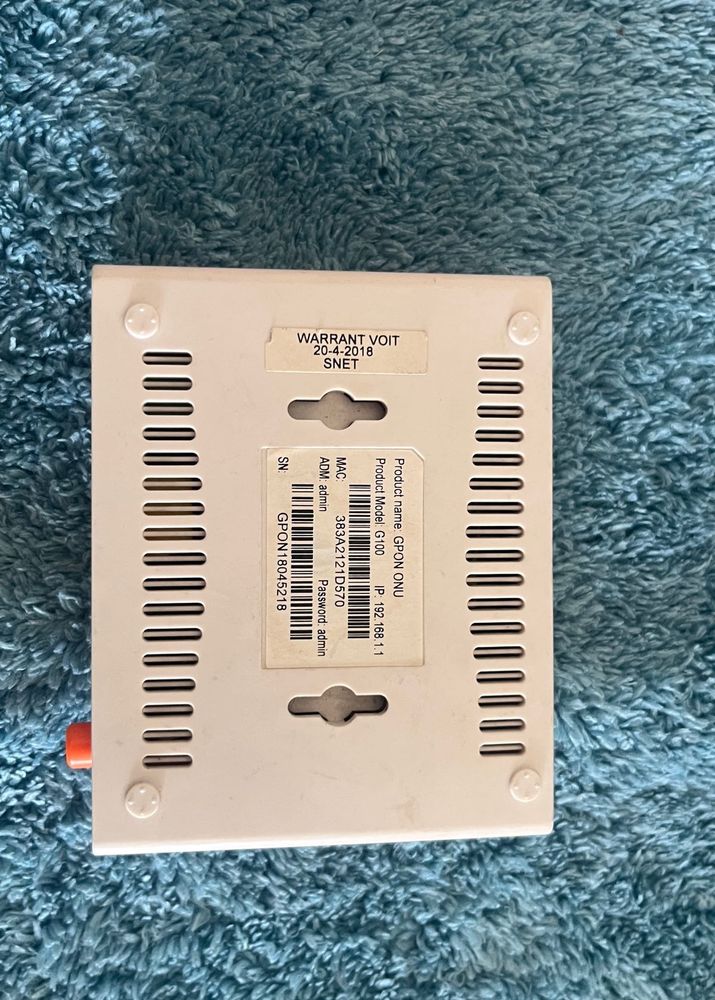 WARRANT VOIT
20-4-2018
SNET
Product name: GPON ONU
Product Model: G100 IP: 192.168.1.1
MAC:
383A2121D570
ADM: admin Password: admin
SN:
GPON18045218